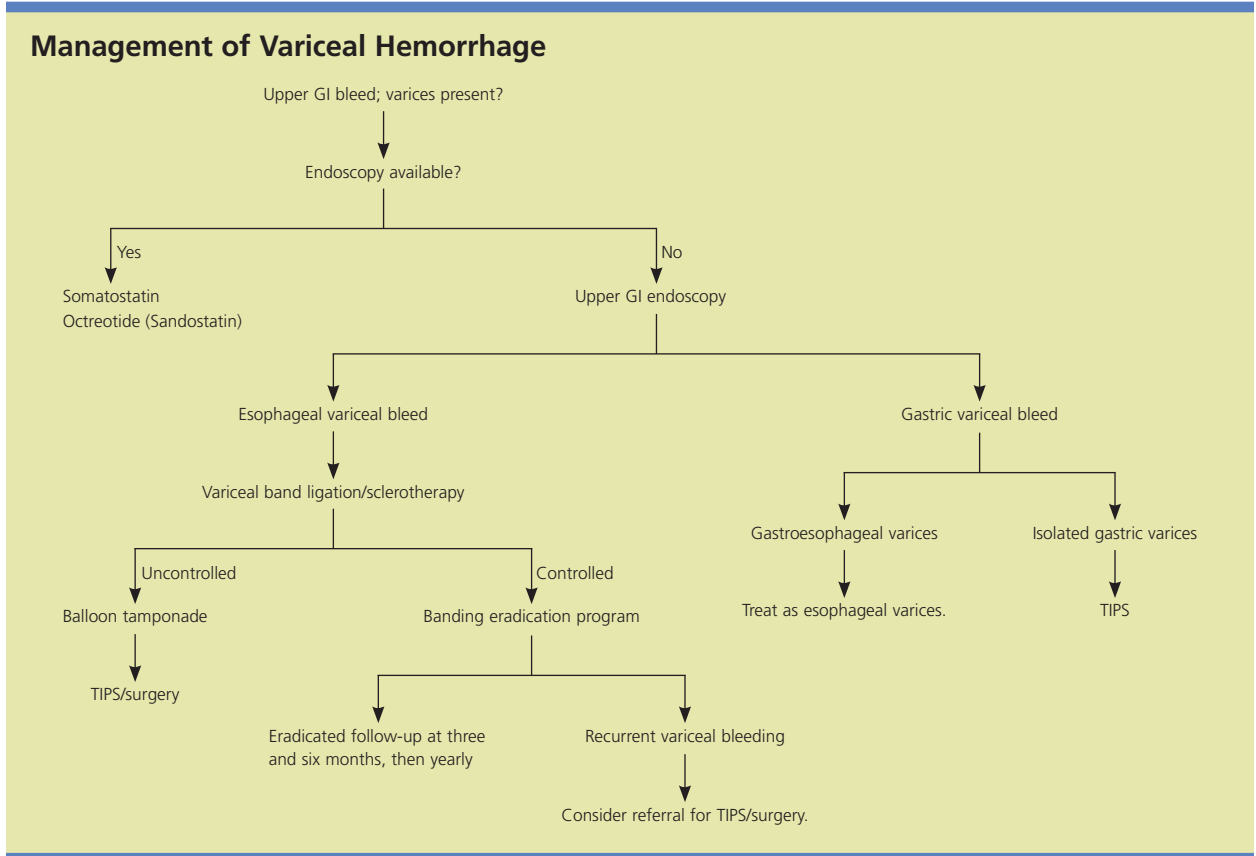 Management of Variceal Hemorrhage
Upper GI bleed; varices present?
Endoscopy available?
Yes
No
Somatostatin
Octreotide (Sandostatin)
Upper GI endoscopy
Esophageal variceal bleed
Gastric variceal bleed
Variceal band ligation/sclerotherapy
Gastroesophageal varices
Isolated gastric varices
Uncontrolled
Controlled
Balloon tamponade
Banding eradication program
Treat as esophageal varices.
TIPS
TIPS/surgery
Eradicated follow-up at three
and six months, then yearly
Recurrent variceal bleeding
Consider referral for TIPS/surgery.